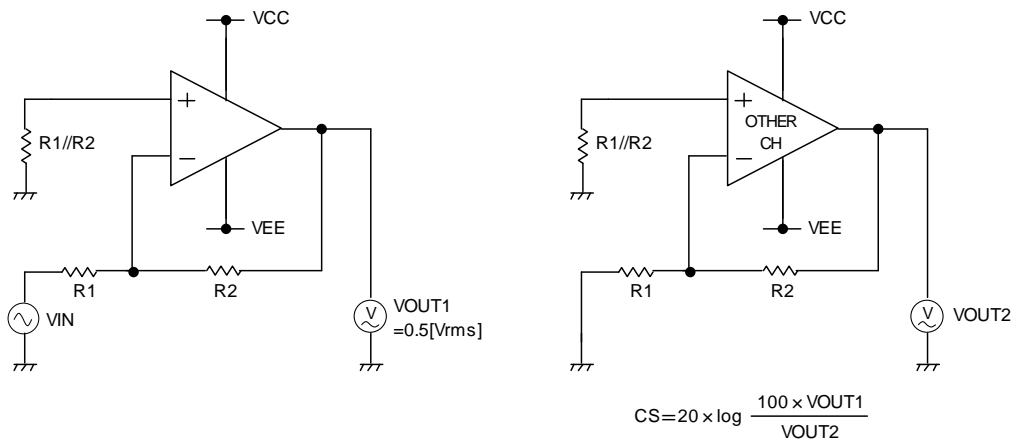 VCC
+
R1//R2
−
VEE
R1
R2
VIN
V
VOUT1
=0.5[Vrms]
VCC
+
OTHER
CH
R1//R2
−
VEE
R1
R2
V
VOUT2
CS=20×log 100×VOUT1
VOUT2